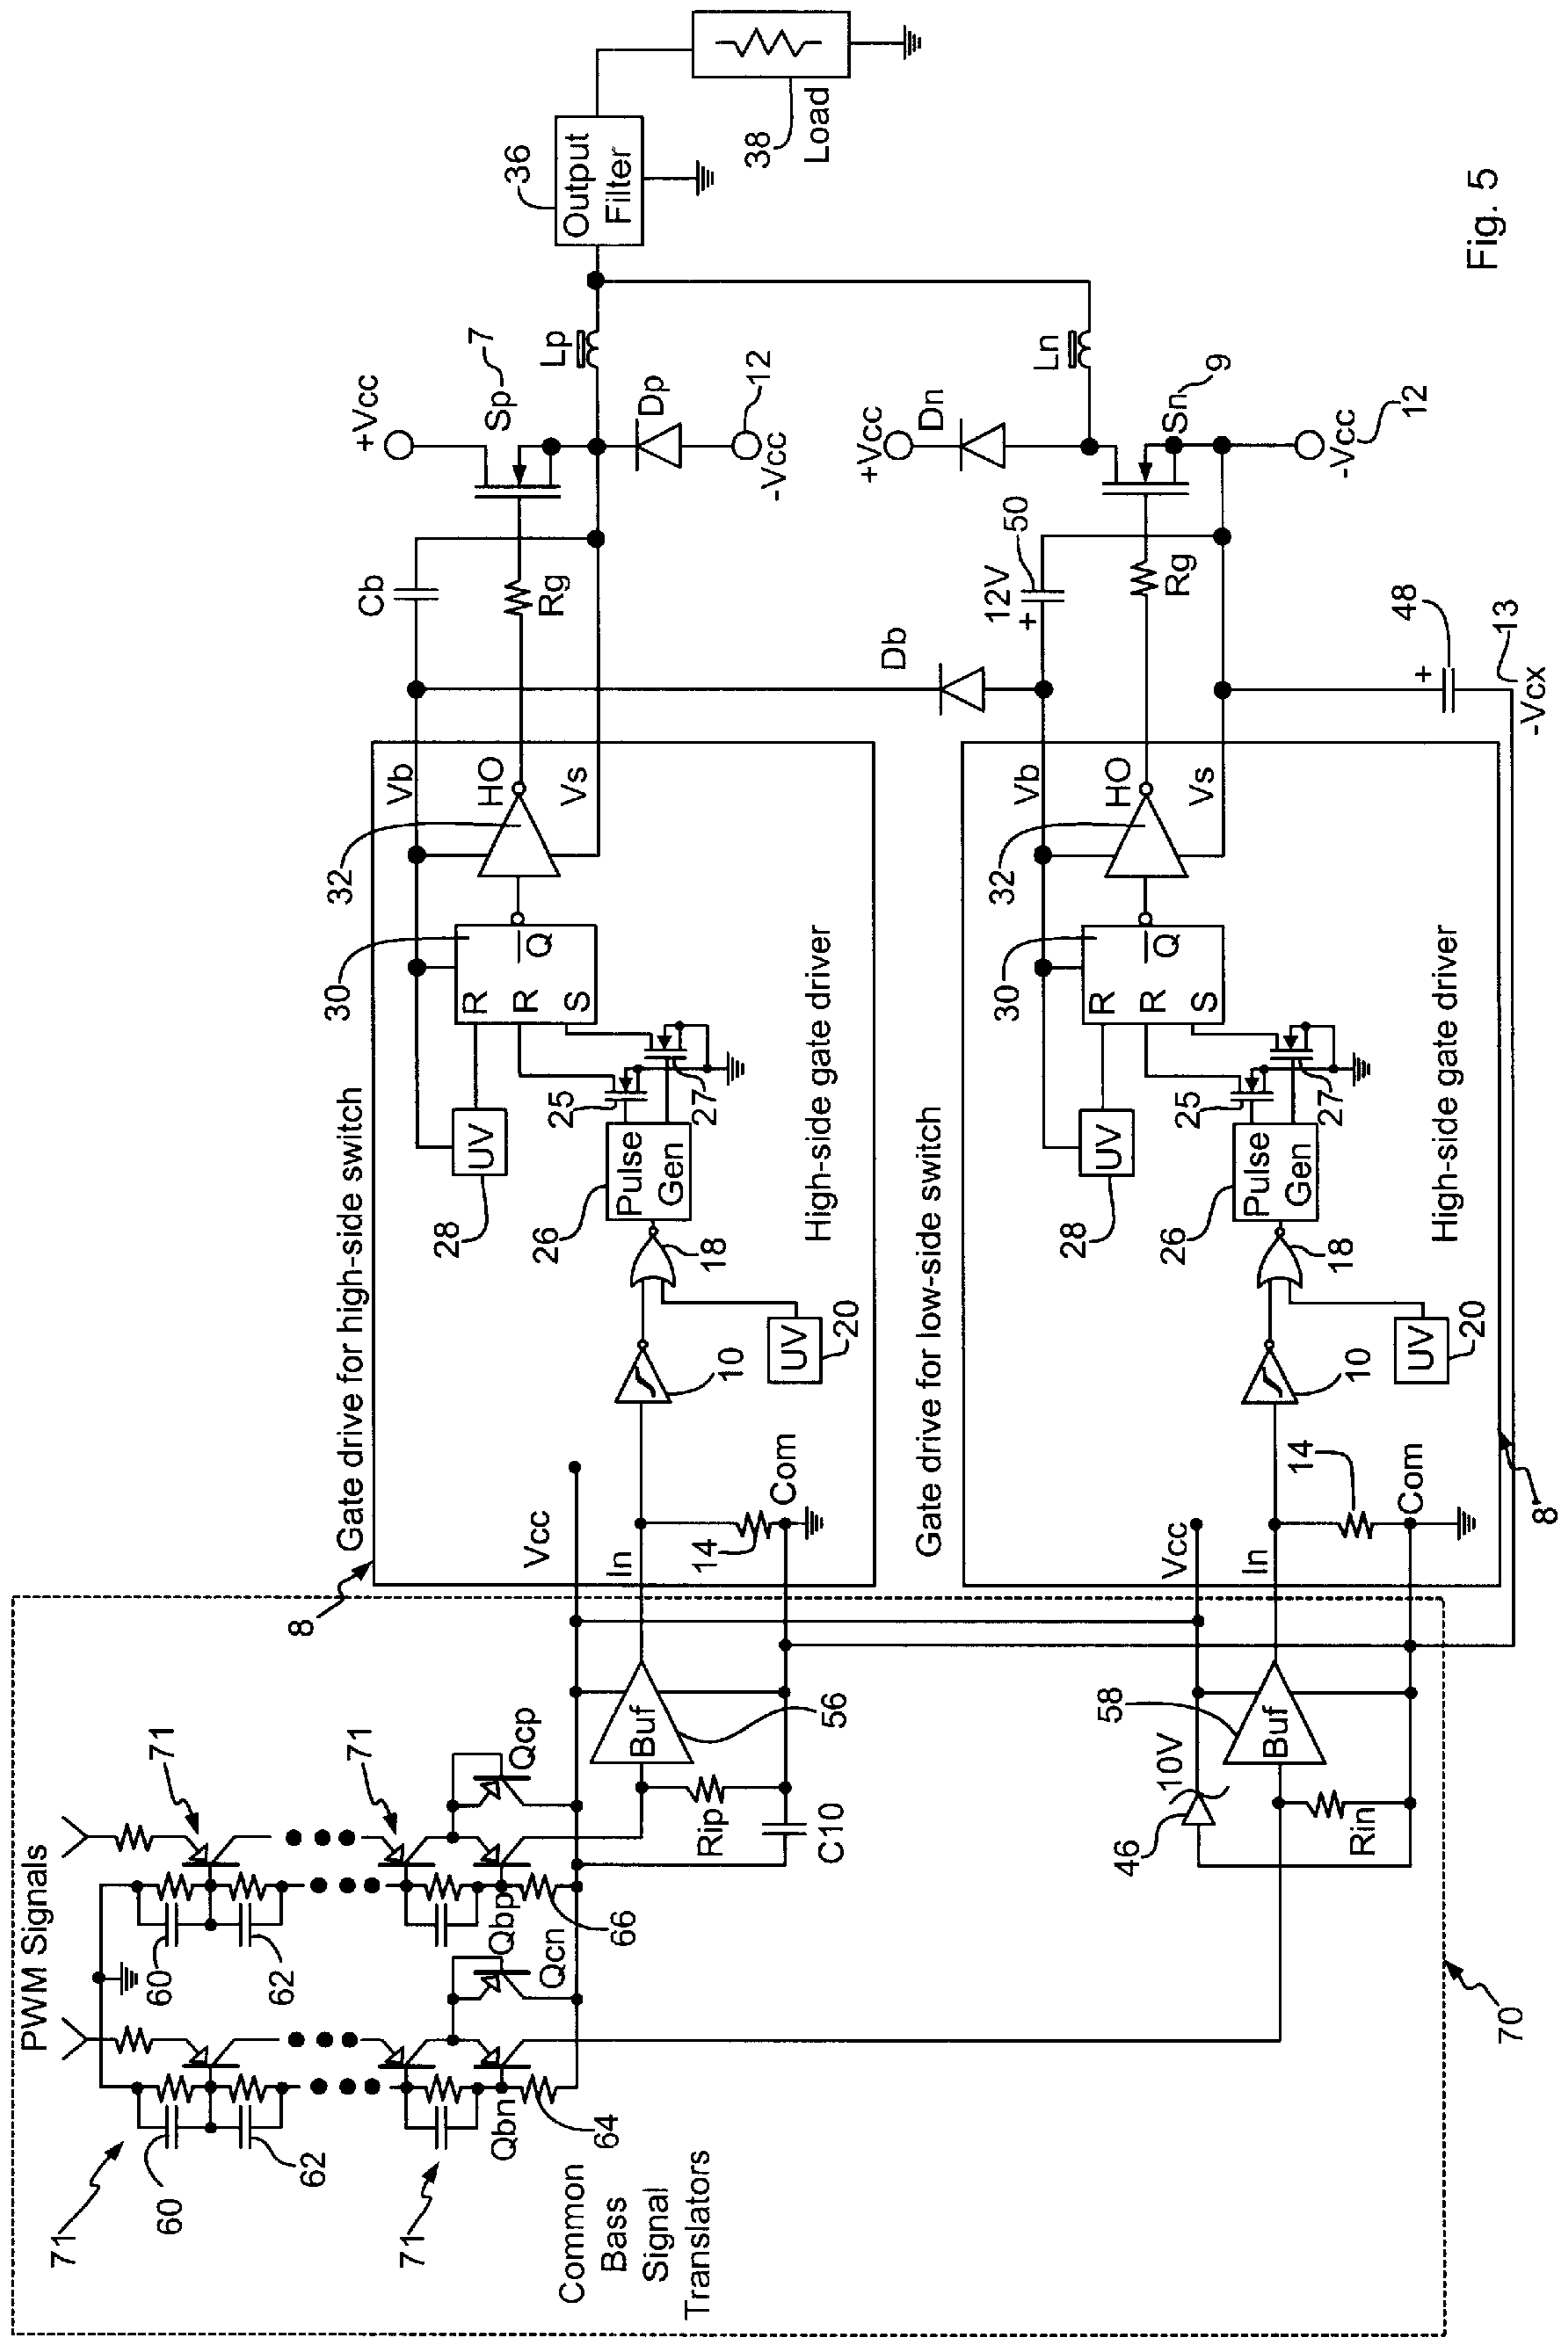 PWM Signals
71
60
62
71
60
62
71
71
Qbn
64
Qcn
Qbp
66
Qcp
Common
Bass
Signal
Translators
70
Rip
C10
Buf
56
46
10V
Rin
Buf
58
8
Gate drive for high-side switch
Vcc
In
14
Com
10
UV
20
18
26
Pulse
Gen
25
27
UV
28
30
R
R
S
Q
32
Vb
HO
Vs
High-side gate driver
Cb
Rg
+Vcc
Sp
7
Lp
Dp
12
-Vcc
36
Output
Filter
38
Load
Gate drive for low-side switch
Vcc
In
14
Com
8
10
UV
20
18
26
Pulse
Gen
25
27
UV
28
30
R
R
S
Q
32
Vb
HO
Vs
High-side gate driver
Db
12V
+
50
Rg
+Vcc
Dn
Ln
Sn
9
-Vcc
12
+
48
13
-Vcx
Fig. 5